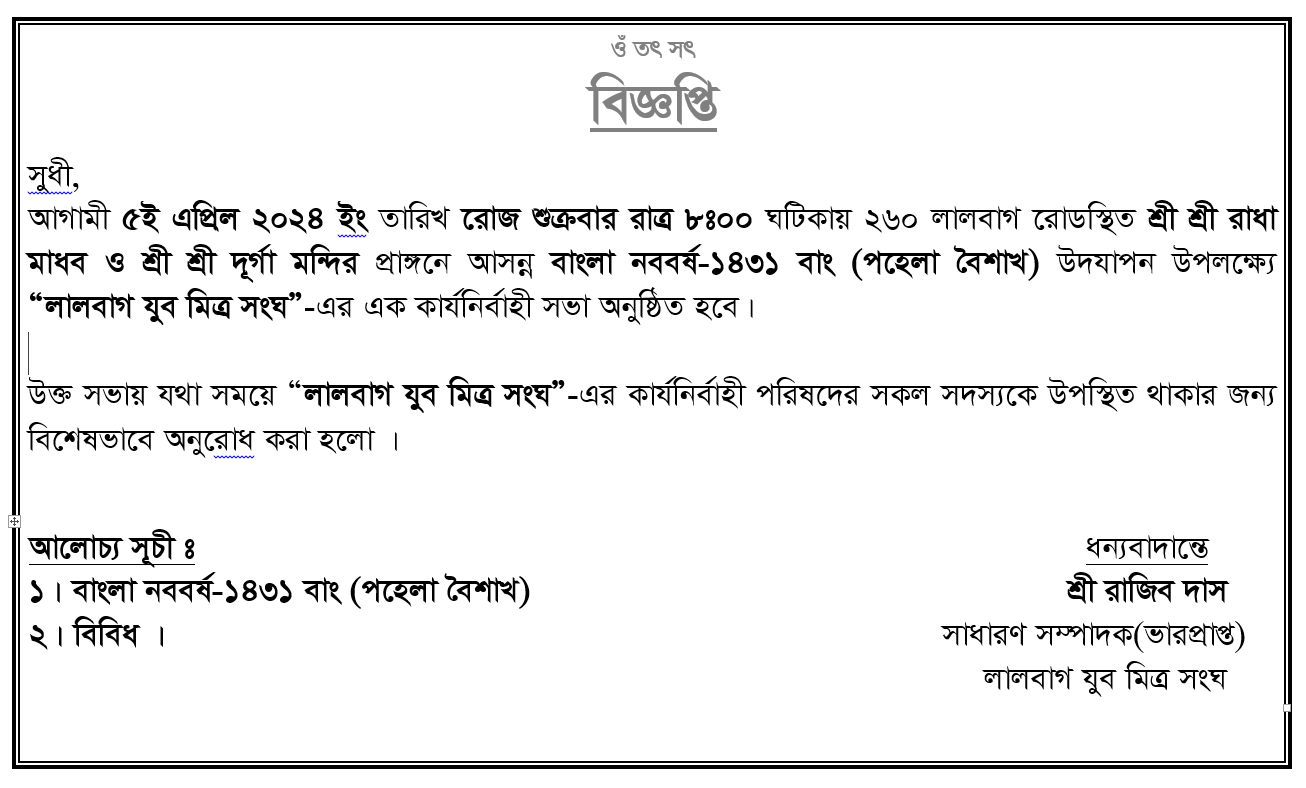 ওঁ তৎ সৎ
বিজ্ঞপ্তি
সুধী,
আগামী ৫ই এপ্রিল ২০২৪ ইং তারিখ রোজ শুক্রবার রাত্র ৮ঃ০০ ঘটিকায় ২৬০ লালবাগ রোডস্থিত শ্রী শ্রী রাধা
মাধব ও শ্রী শ্রী দূর্গা মন্দির প্রাঙ্গনে আসন্ন বাংলা নববর্ষ-১৪৩১ বাং (পহেলা বৈশাখ) উদযাপন উপলক্ষ্যে
“লালবাগ যুব মিত্র সংঘ”-এর এক কার্যনির্বাহী সভা অনুষ্ঠিত হবে।
উক্ত সভায় যথা সময়ে “লালবাগ যুব মিত্র সংঘ”-এর কার্যনির্বাহী পরিষদের সকল সদস্যকে উপস্থিত থাকার জন্য
বিশেষভাবে অনুরোধ করা হলো ।
আলোচ্য সূচী ঃ
ধন্যবাদান্তে
১। বাংলা নববর্ষ-১৪৩১ বাং (পহেলা বৈশাখ)
শ্রী রাজিব দাস
২। বিবিধ ।
সাধারণ সম্পাদক(ভারপ্রাপ্ত)
লালবাগ যুব মিত্র সংঘ